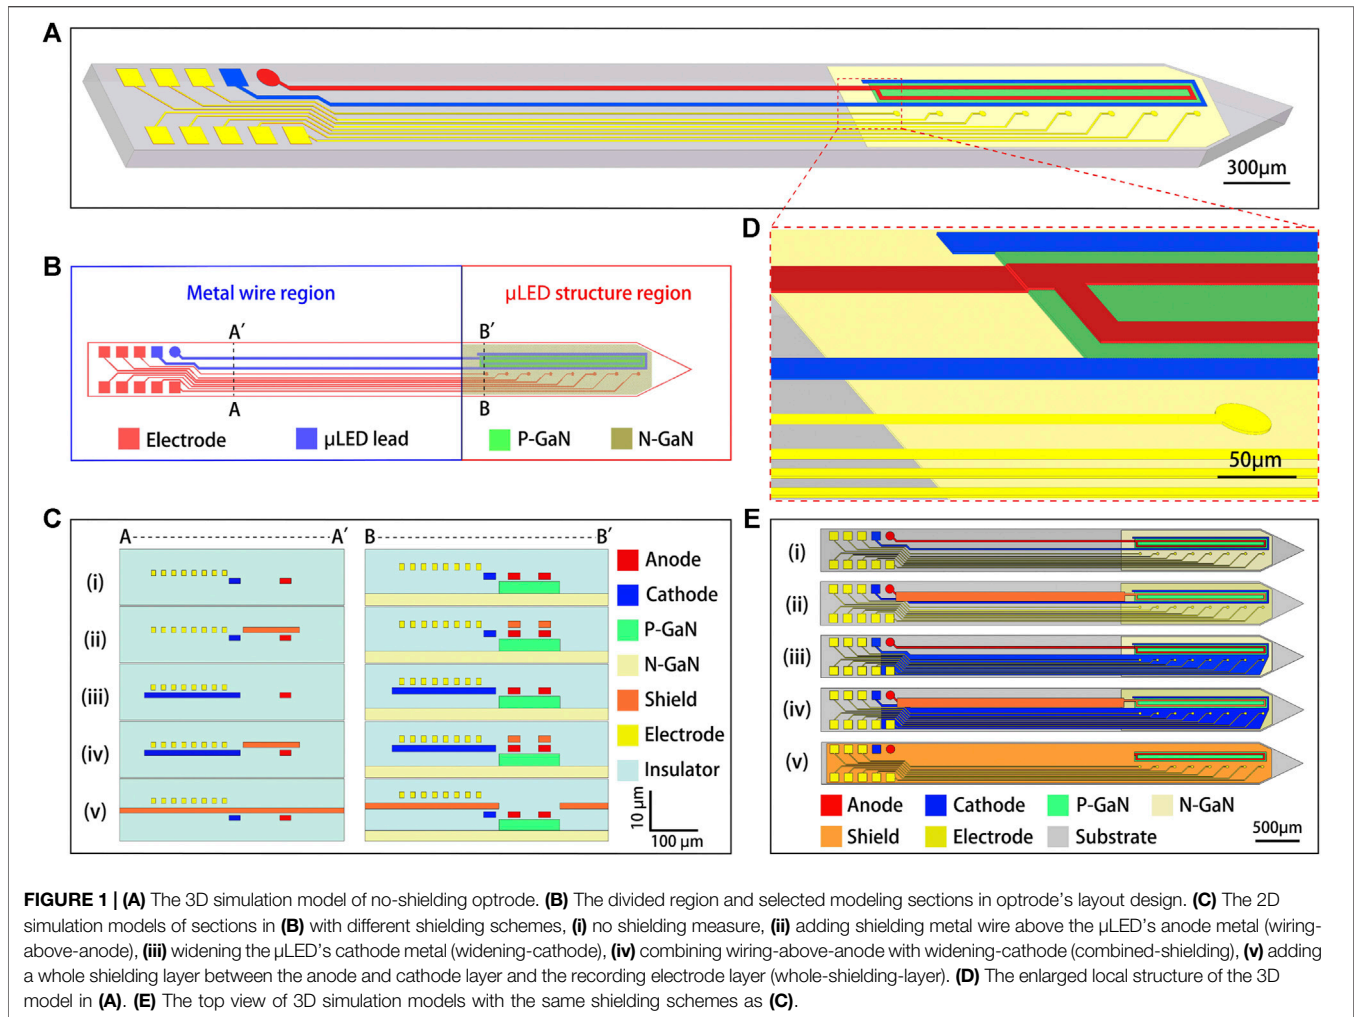 A
300μm
B
Metal wire region
μLED structure region
A′
B′
A
B
Electrode
μLED lead
P-GaN
N-GaN
D
50μm
C
A
A′
B
B′
(i)
(ii)
(iii)
(iv)
(v)
Anode
Cathode
P-GaN
N-GaN
Shield
Electrode
Insulator
10 μm
100 μm
E
(i)
(ii)
(iii)
(iv)
(v)
Anode
Cathode
P-GaN
N-GaN
Shield
Electrode
Substrate
500μm
FIGURE 1 | (A) The 3D simulation model of no-shielding optrode. (B) The divided region and selected modeling sections in optrode's layout design. (C) The 2D
simulation models of sections in (B) with different shielding schemes, (i) no shielding measure, (ii) adding shielding metal wire above the μLED's anode metal (wiring-
above-anode), (iii) widening the μLED's cathode metal (widening-cathode), (iv) combining wiring-above-anode with widening-cathode (combined-shielding), (v) adding
a whole shielding layer between the anode and cathode layer and the recording electrode layer (whole-shielding-layer). (D) The enlarged local structure of the 3D
model in (A). (E) The top view of 3D simulation models with the same shielding schemes as (C).